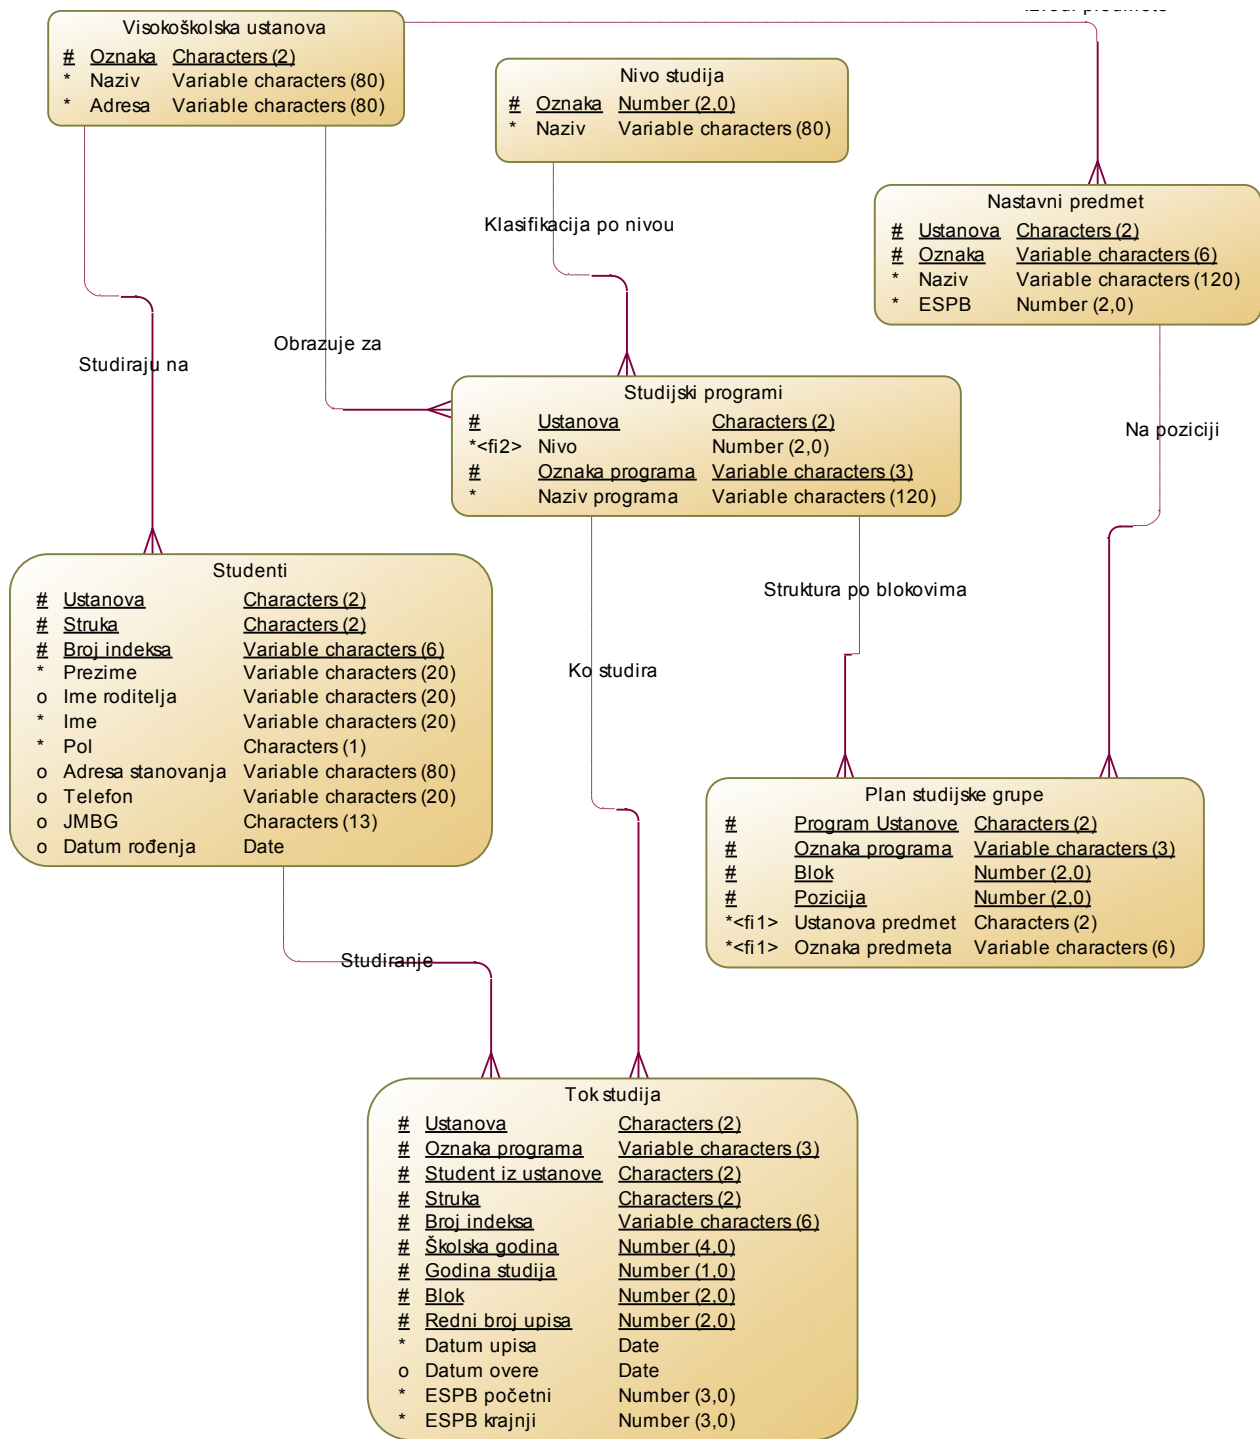 Izvodi predmete
Visokoškolska ustanova
# Oznaka Characters (2)
* Naziv Variable characters (80)
* Adresa Variable characters (80)
Nivo studija
# Oznaka Number (2,0)
* Naziv Variable characters (80)
Nastavni predmet
# Ustanova Characters (2)
# Oznaka Variable characters (6)
* Naziv Variable characters (120)
* ESPB Number (2,0)
Klasifikacija po nivou
Studiraju na
Obrazuje za
Studijski programi
# Ustanova Characters (2)
*<fi2> Nivo Number (2,0)
# Oznaka programa Variable characters (3)
* Naziv programa Variable characters (120)
Na poziciji
Studenti
# Ustanova Characters (2)
# Struka Characters (2)
# Broj indeksa Variable characters (6)
* Prezime Variable characters (20)
o Ime roditelja Variable characters (20)
* Ime Variable characters (20)
* Pol Characters (1)
o Adresa stanovanja Variable characters (80)
o Telefon Variable characters (20)
o JMBG Characters (13)
o Datum rođenja Date
Struktura po blokovima
Ko studira
Plan studijske grupe
# Program Ustanove Characters (2)
# Oznaka programa Variable characters (3)
# Blok Number (2,0)
# Pozicija Number (2,0)
*<fi1> Ustanova predmet Characters (2)
*<fi1> Oznaka predmeta Variable characters (6)
Studiranje
Tok studija
# Ustanova Characters (2)
# Oznaka programa Variable characters (3)
# Student iz ustanove Characters (2)
# Struka Characters (2)
# Broj indeksa Variable characters (6)
# Školska godina Number (4,0)
# Godina studija Number (1,0)
# Blok Number (2,0)
# Redni broj upisa Number (2,0)
* Datum upisa Date
o Datum overe Date
* ESPB početni Number (3,0)
* ESPB krajnji Number (3,0)